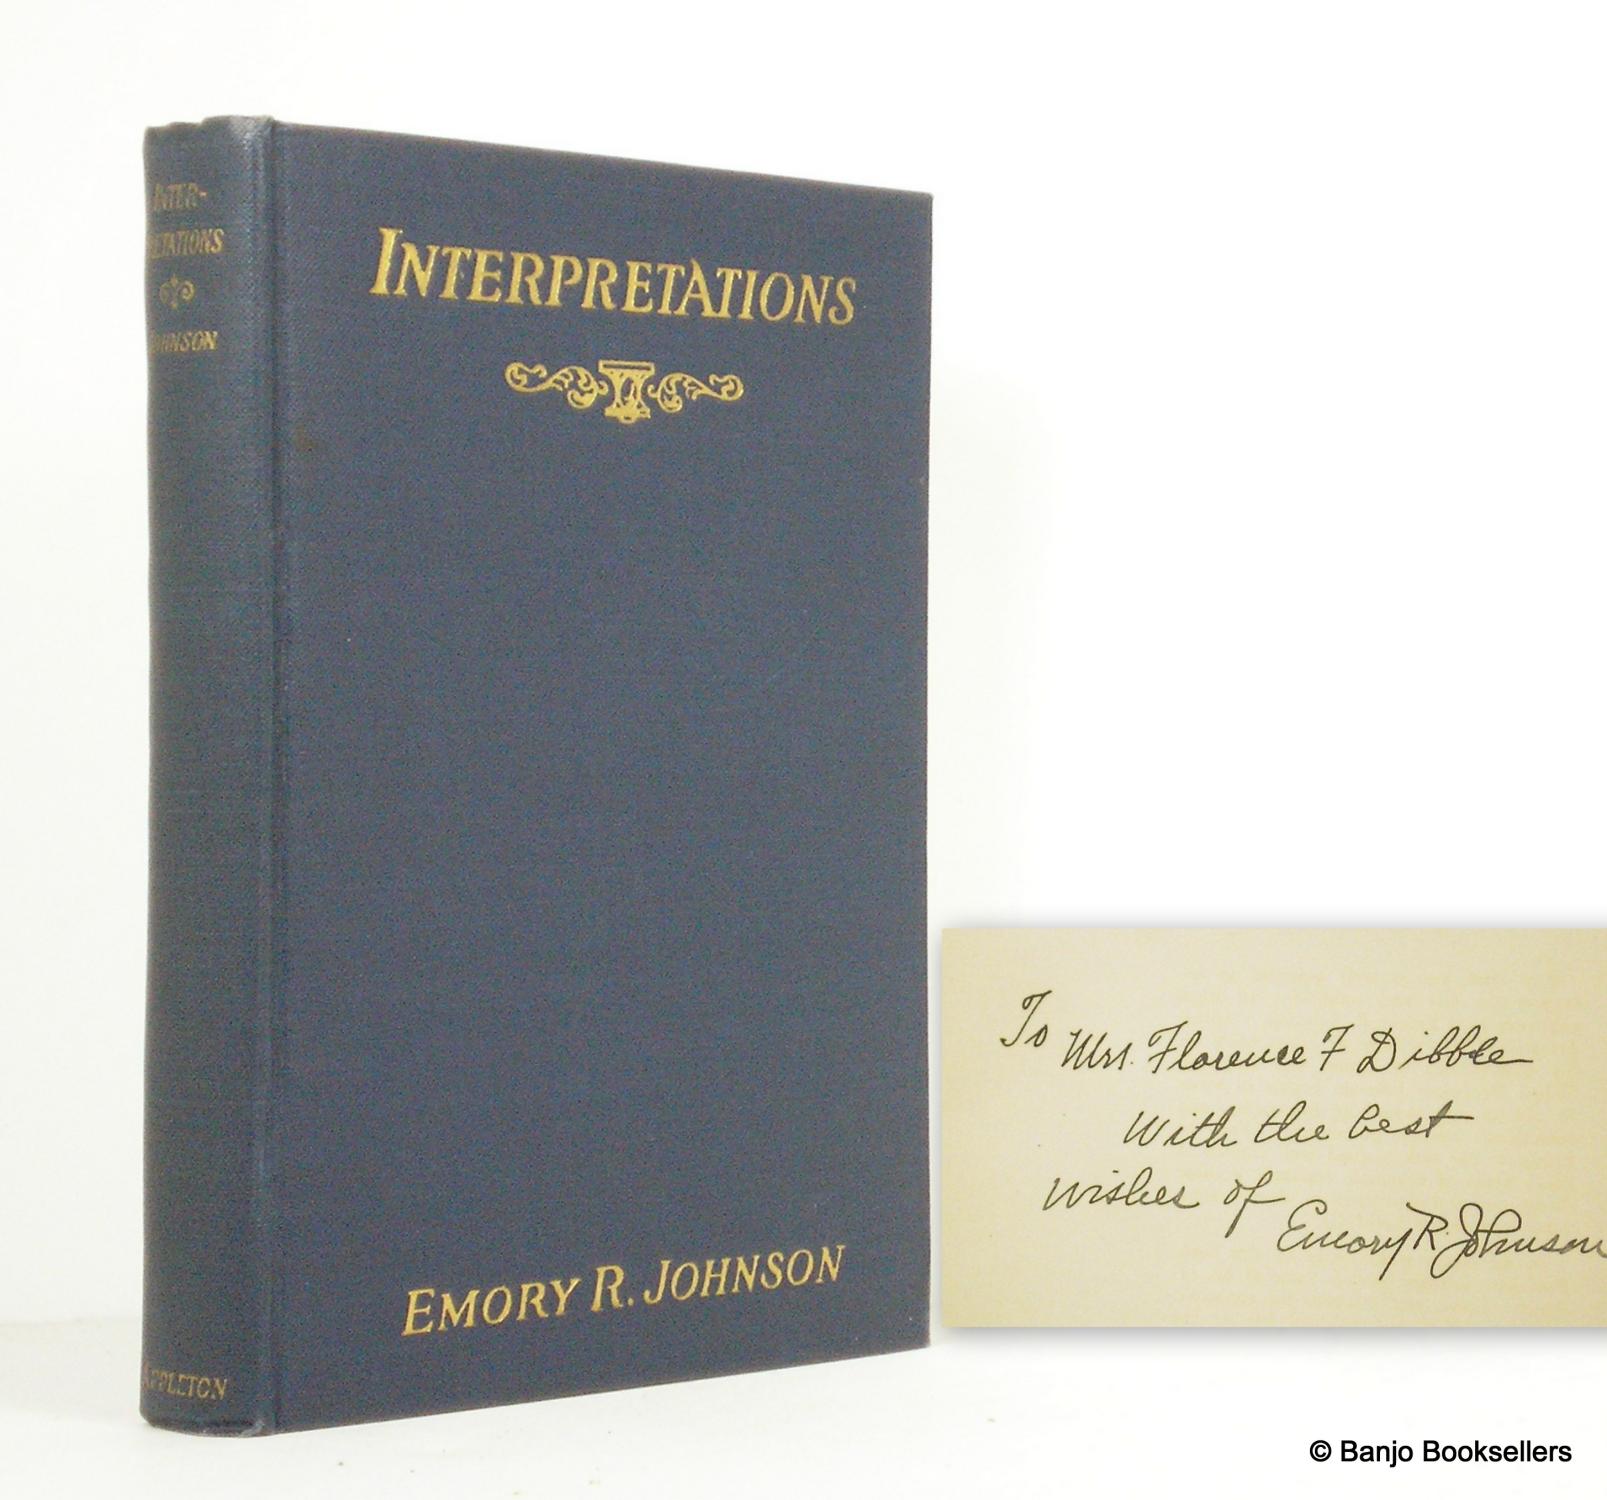 INTER-
PRETATIONS
JOHNSON
APPLETON
INTERPRETATIONS
EMORY R. JOHNSON
To Mrs. Florence F Dibble
With the best
wishes of
Emory R. Johnson
© Banjo Booksellers